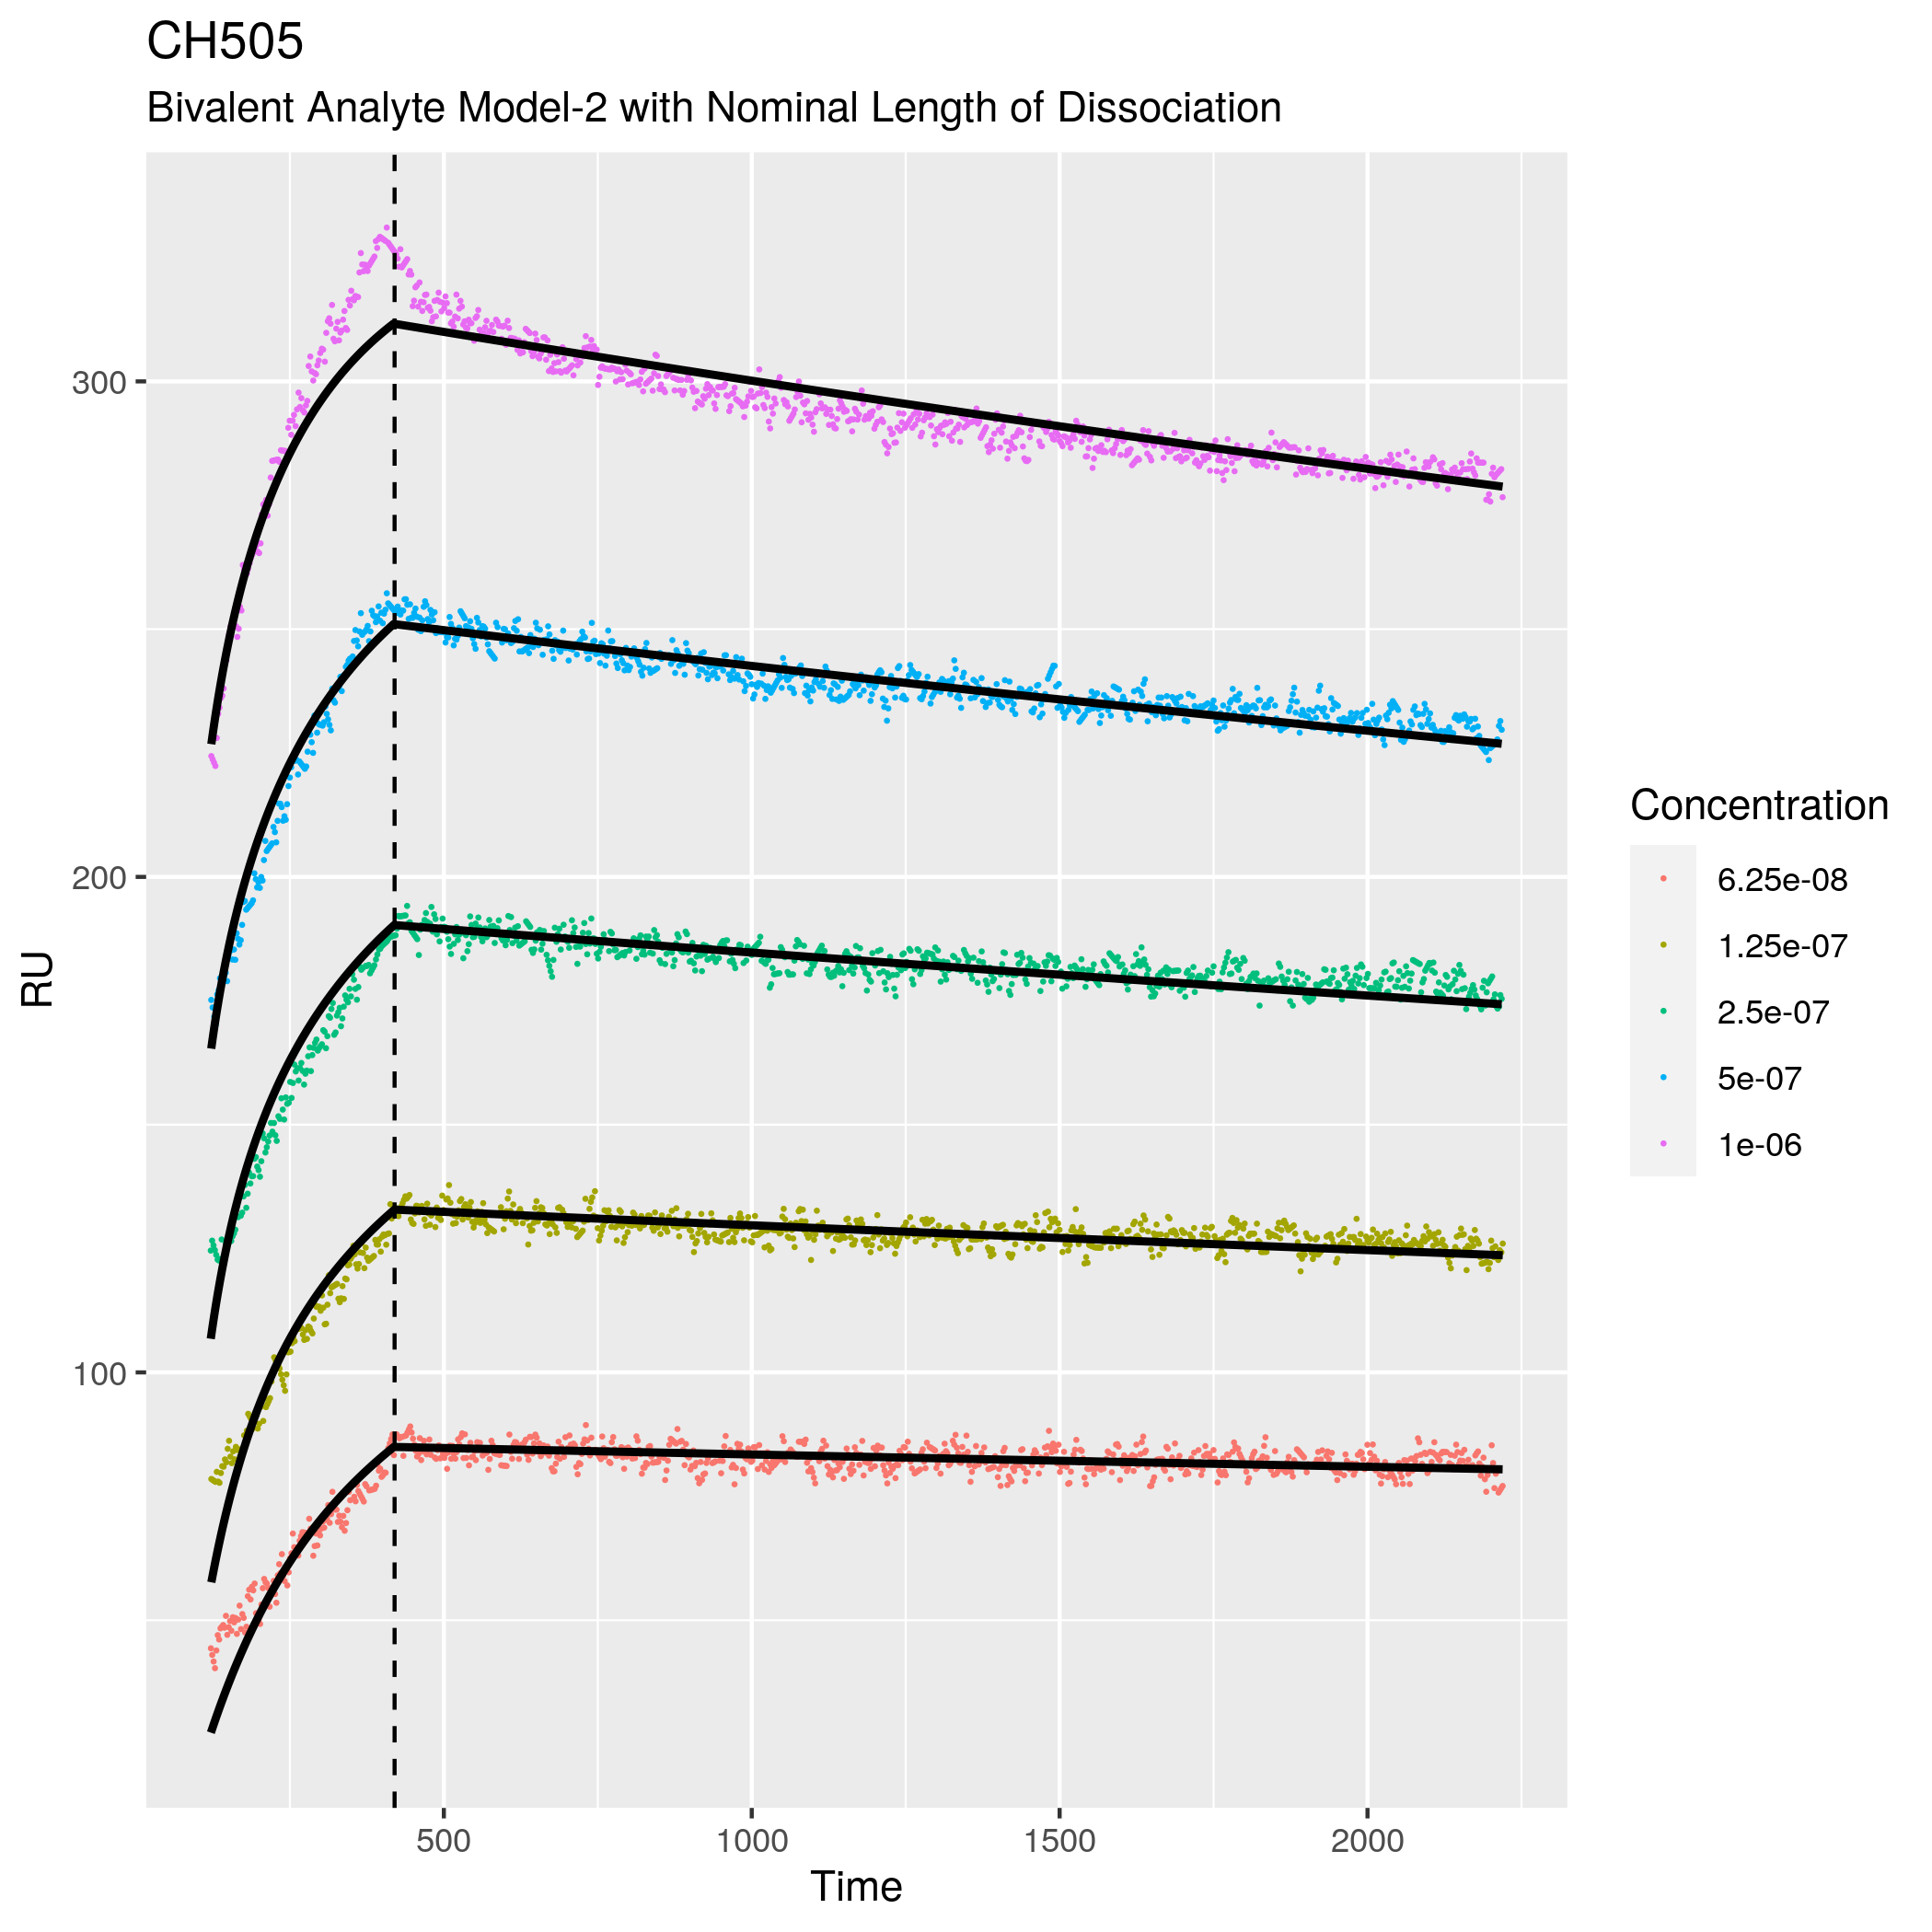 CH505
Bivalent Analyte Model-2 with Nominal Length of Dissociation
300
200
100
RU
500
1000
1500
2000
Time
Concentration
6.25e-08
1.25e-07
2.5e-07
5e-07
1e-06